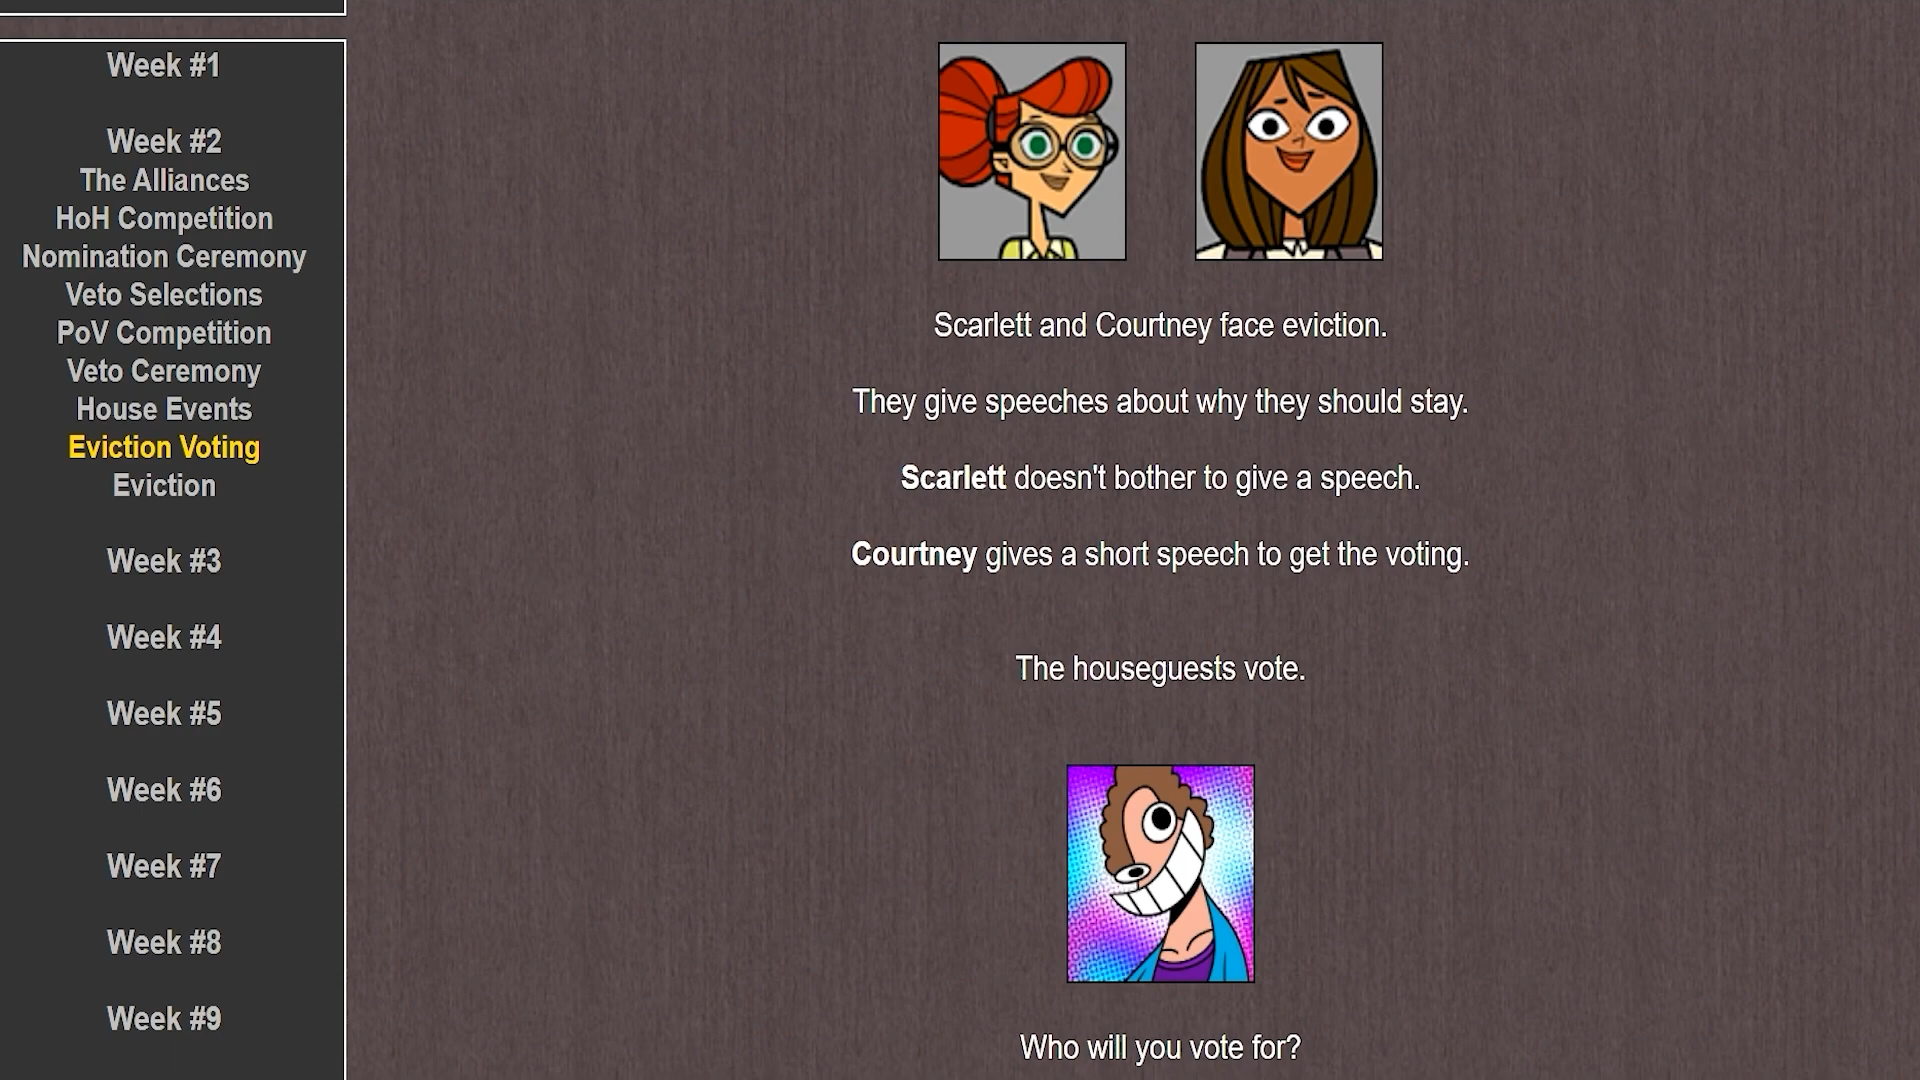 Week #1
Week #2
The Alliances
HoH Competition
Nomination Ceremony
Veto Selections
PoV Competition
Veto Ceremony
House Events
Eviction Voting
Eviction
Week #3
Week #4
Week #5
Week #6
Week #7
Week #8
Week #9
Scarlett and Courtney face eviction.
They give speeches about why they should stay.
Scarlett doesn't bother to give a speech.
Courtney gives a short speech to get the voting.
The houseguests vote.
Who will you vote for?